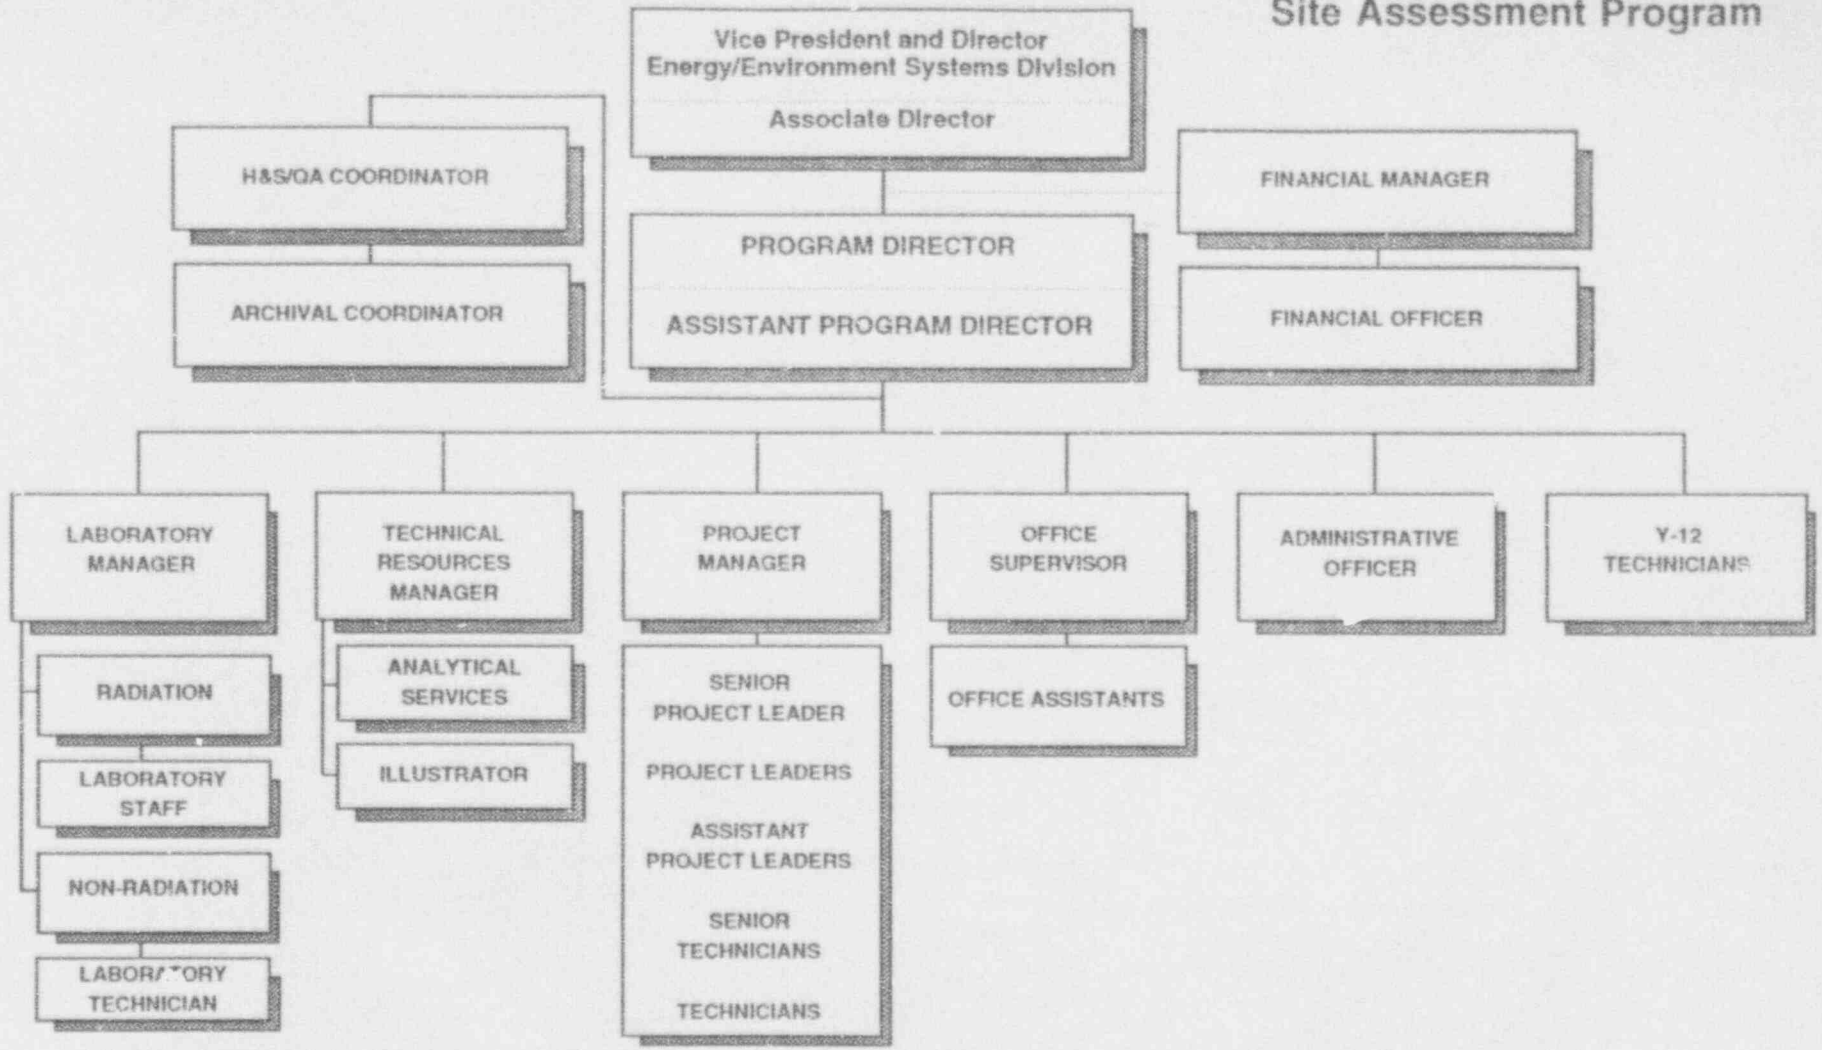 Site Assessment Program
Vice President and Director
Energy/Environment Systems Division
Associate Director
H&S/QA COORDINATOR
FINANCIAL MANAGER
PROGRAM DIRECTOR
ARCHIVAL COORDINATOR
ASSISTANT PROGRAM DIRECTOR
FINANCIAL OFFICER
LABORATORY
MANAGER
RADIATION
LABORATORY
STAFF
NON-RADIATION
LABORATORY
TECHNICIAN
TECHNICAL
RESOURCES
MANAGER
ANALYTICAL
SERVICES
ILLUSTRATOR
PROJECT
MANAGER
SENIOR
PROJECT LEADER
PROJECT LEADERS
ASSISTANT
PROJECT LEADERS
SENIOR
TECHNICIANS
TECHNICIANS
OFFICE
SUPERVISOR
OFFICE ASSISTANTS
ADMINISTRATIVE
OFFICER
Y-12
TECHNICIANS